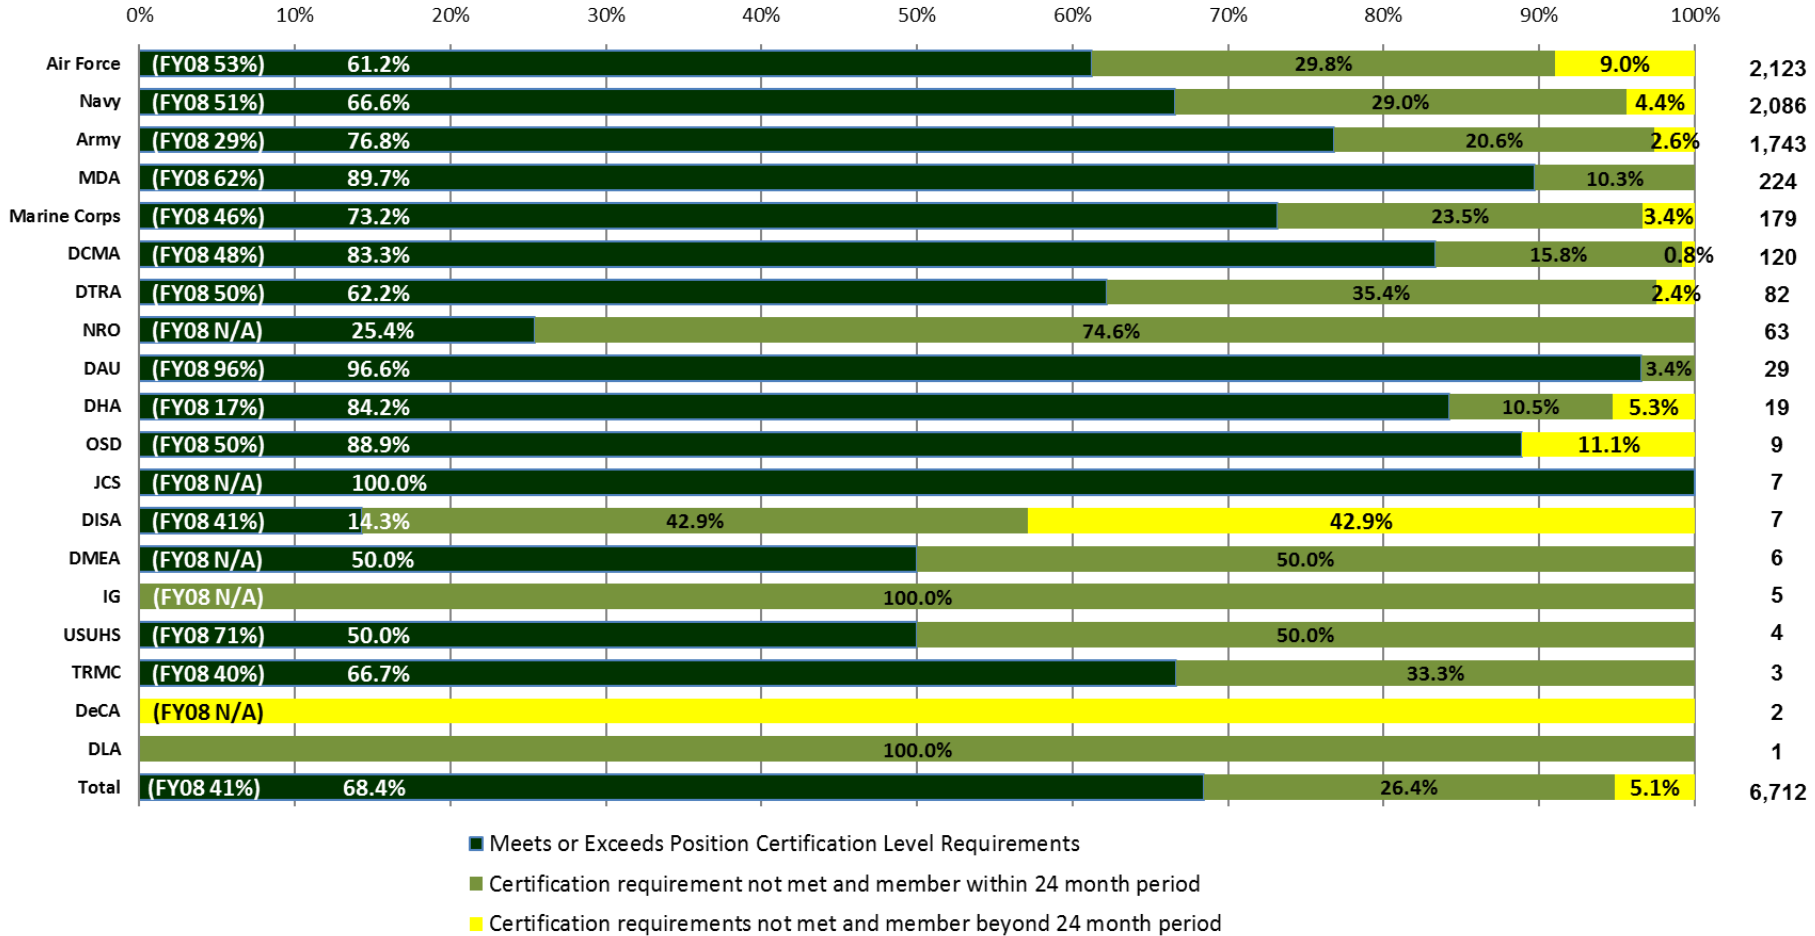 0% 10% 20% 30% 40% 50% 60% 70% 80% 90% 100%
Air Force (FY08 53%) 61.2% 29.8% 9.0% 2,123
Navy (FY08 51%) 66.6% 29.0% 4.4% 2,086
Army (FY08 29%) 76.8% 20.6% 2.6% 1,743
MDA (FY08 62%) 89.7% 10.3% 224
Marine Corps (FY08 46%) 73.2% 23.5% 3.4% 179
DCMA (FY08 48%) 83.3% 15.8% 0.8% 120
DTRA (FY08 50%) 62.2% 35.4% 2.4% 82
NRO (FY08 N/A) 25.4% 74.6% 63
DAU (FY08 96%) 96.6% 3.4% 29
DHA (FY08 17%) 84.2% 10.5% 5.3% 19
OSD (FY08 50%) 88.9% 11.1% 9
JCS (FY08 N/A) 100.0% 7
DISA (FY08 41%) 14.3% 42.9% 42.9% 7
DMEA (FY08 N/A) 50.0% 50.0% 6
IG (FY08 N/A) 100.0% 5
USUHS (FY08 71%) 50.0% 50.0% 4
TRMC (FY08 40%) 66.7% 33.3% 3
DeCA (FY08 N/A) 2
DLA 100.0% 1
Total (FY08 41%) 68.4% 26.4% 5.1% 6,712
Meets or Exceeds Position Certification Level Requirements
Certification requirement not met and member within 24 month period
Certification requirements not met and member beyond 24 month period